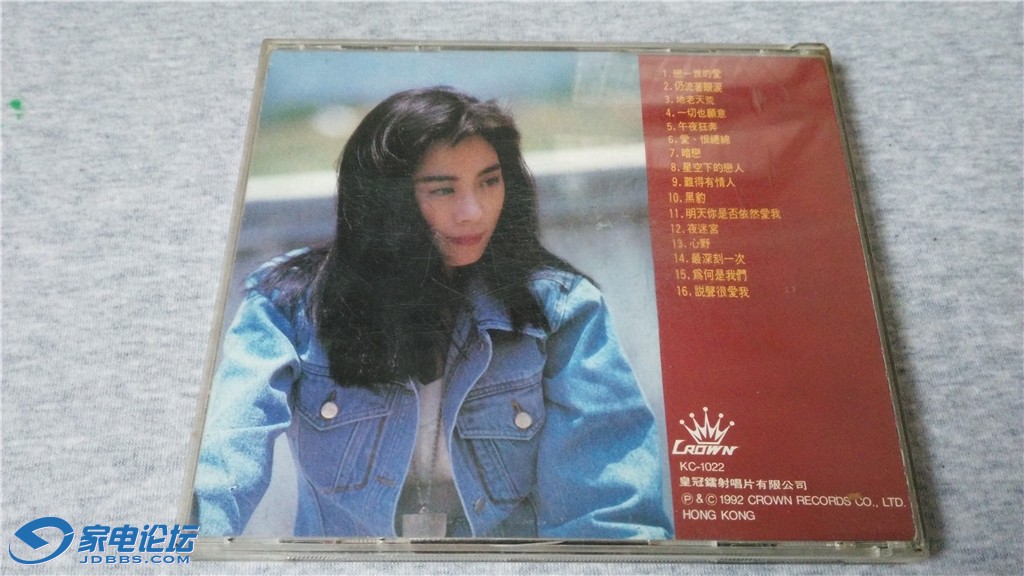 1.戀一世的愛
2.仍流著眼淚
3.地老天荒
4.一切也願意
5.午夜狂奔
6.愛、恨纏綿
7.暗戀
8.星空下的戀人
9.難得有情人
10.黑豹
11.明天你是否依然愛我
12.夜迷宮
13.心野
14.最深刻一次
15.為何是我們
16.説聲很愛我
CROWN
KC-1022
皇冠鐳射唱片有限公司
Ⓟ & © 1992 CROWN RECORDS CO., LTD.
HONG KONG
家电论坛
JDBBS.COM